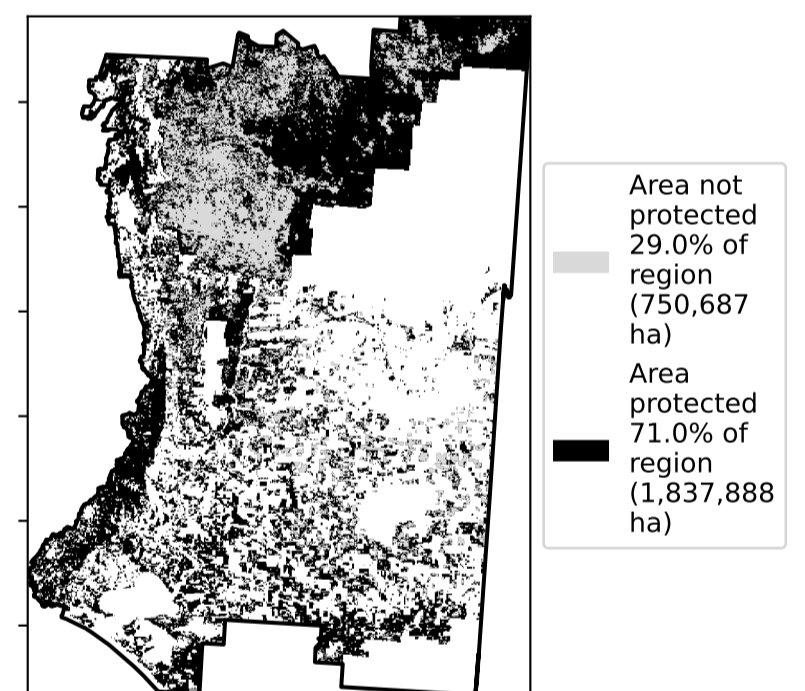 Area not
protected
29.0% of
region
(750,687
ha)
Area
protected
71.0% of
region
(1,837,888
ha)